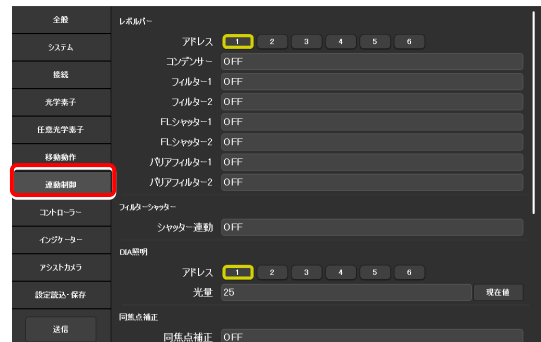 全般
システム
接続
光学素子
任意光学素子
移動動作
連動制御
コントローラー
インジケーター
アシストカメラ
設定読込・保存
送信
レボルバー
アドレス 1 2 3 4 5 6
コンデンサー OFF
フィルター1 OFF
フィルター2 OFF
FLシャッター1 OFF
FLシャッター2 OFF
バリアフィルター1 OFF
バリアフィルター2 OFF
フィルターシャッター
シャッター連動 OFF
DIA照明
アドレス 1 2 3 4 5 6
光量 25 現在値
同焦点補正
同焦点補正 OFF